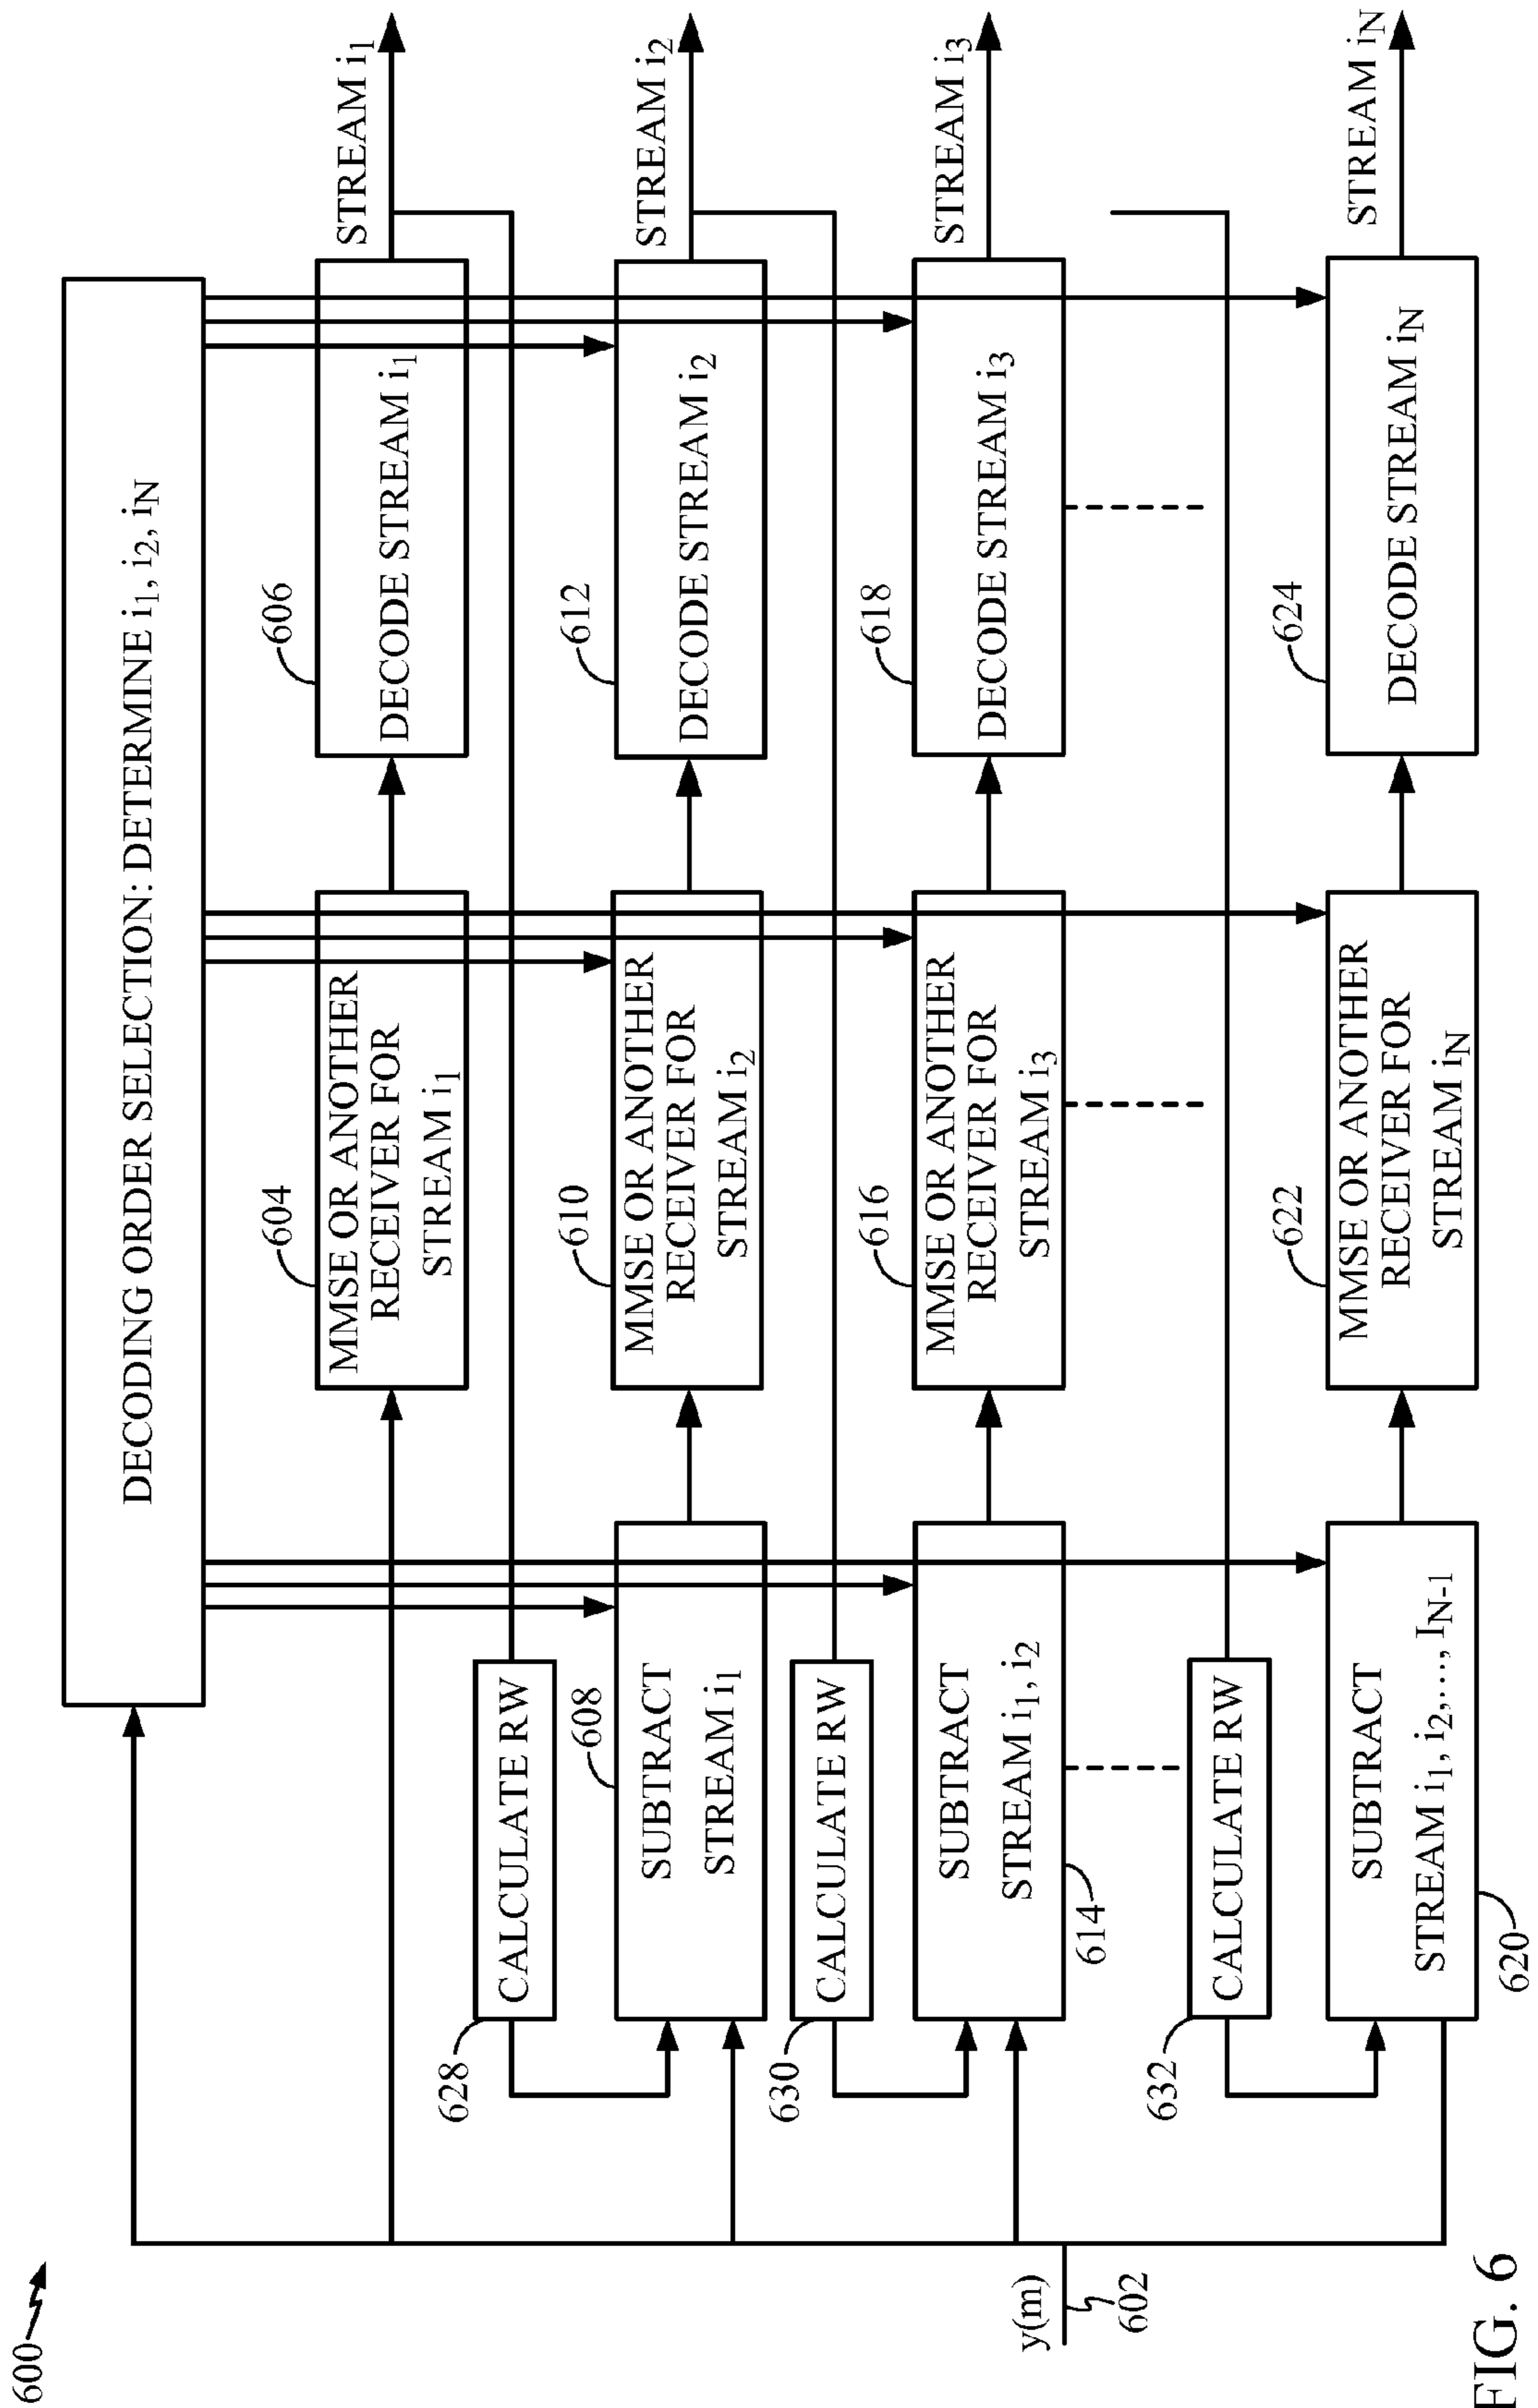 600
DECODING ORDER SELECTION: DETERMINE i1, i2, iN
604
MMSE OR ANOTHER
RECEIVER FOR
STREAM i1
606
DECODE STREAM i1
STREAM i1
628
CALCULATE RW
608
SUBTRACT
STREAM i1
610
MMSE OR ANOTHER
RECEIVER FOR
STREAM i2
612
DECODE STREAM i2
STREAM i2
630
CALCULATE RW
SUBTRACT
STREAM i1, i2
614
616
MMSE OR ANOTHER
RECEIVER FOR
STREAM i3
618
DECODE STREAM i3
STREAM i3
y(m)
602
632
CALCULATE RW
SUBTRACT
STREAM i1, i2,..., IN-1
620
622
MMSE OR ANOTHER
RECEIVER FOR
STREAM iN
624
DECODE STREAM iN
STREAM iN
FIG. 6